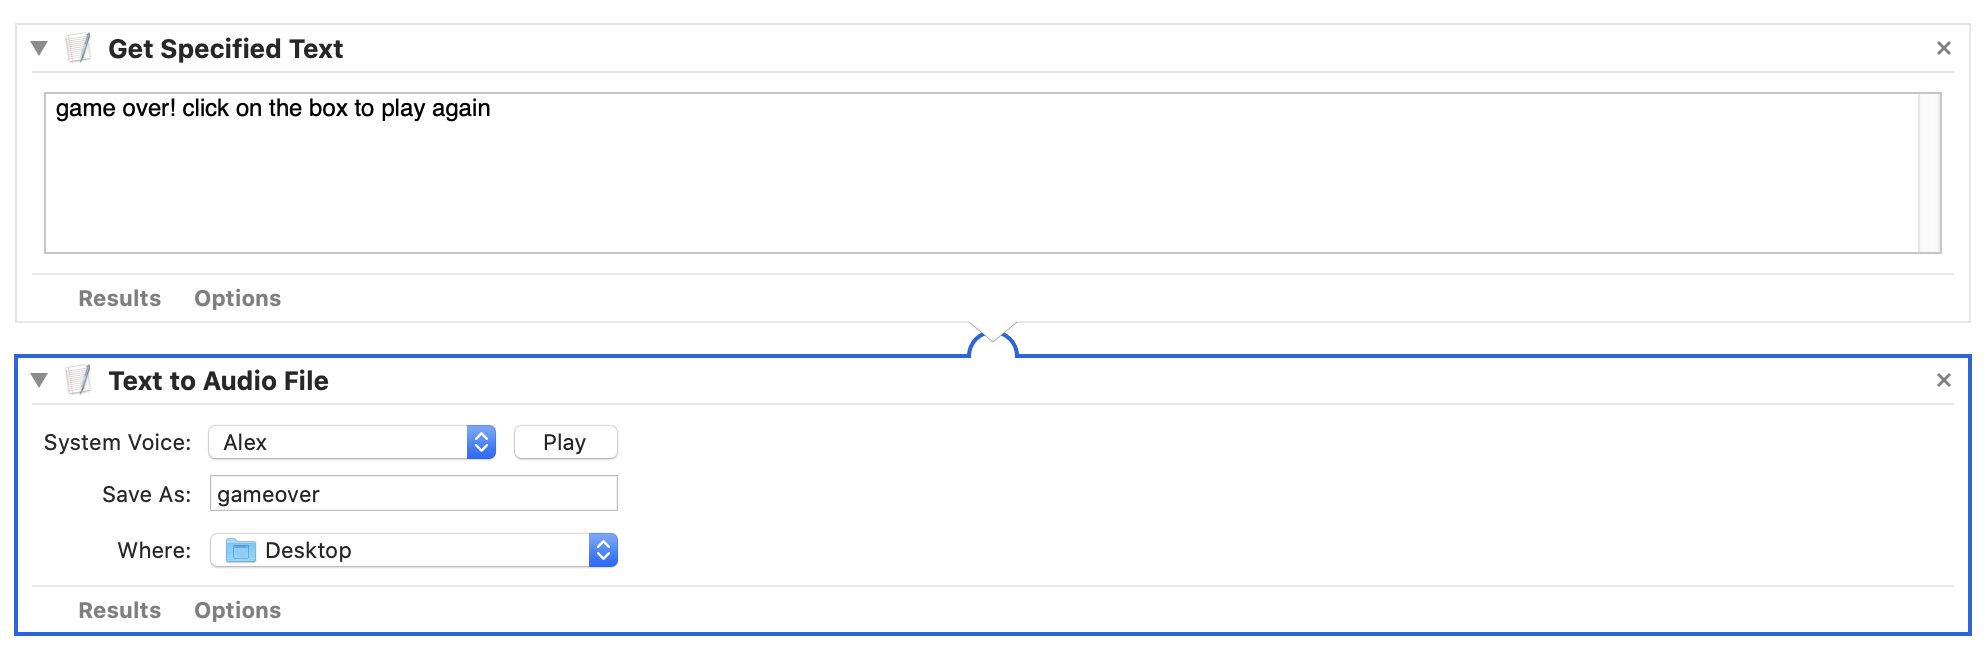 Get Specified Text
game over! click on the box to play again
Results Options
Text to Audio File
System Voice: Alex Play
Save As: gameover
Where: Desktop
Results Options